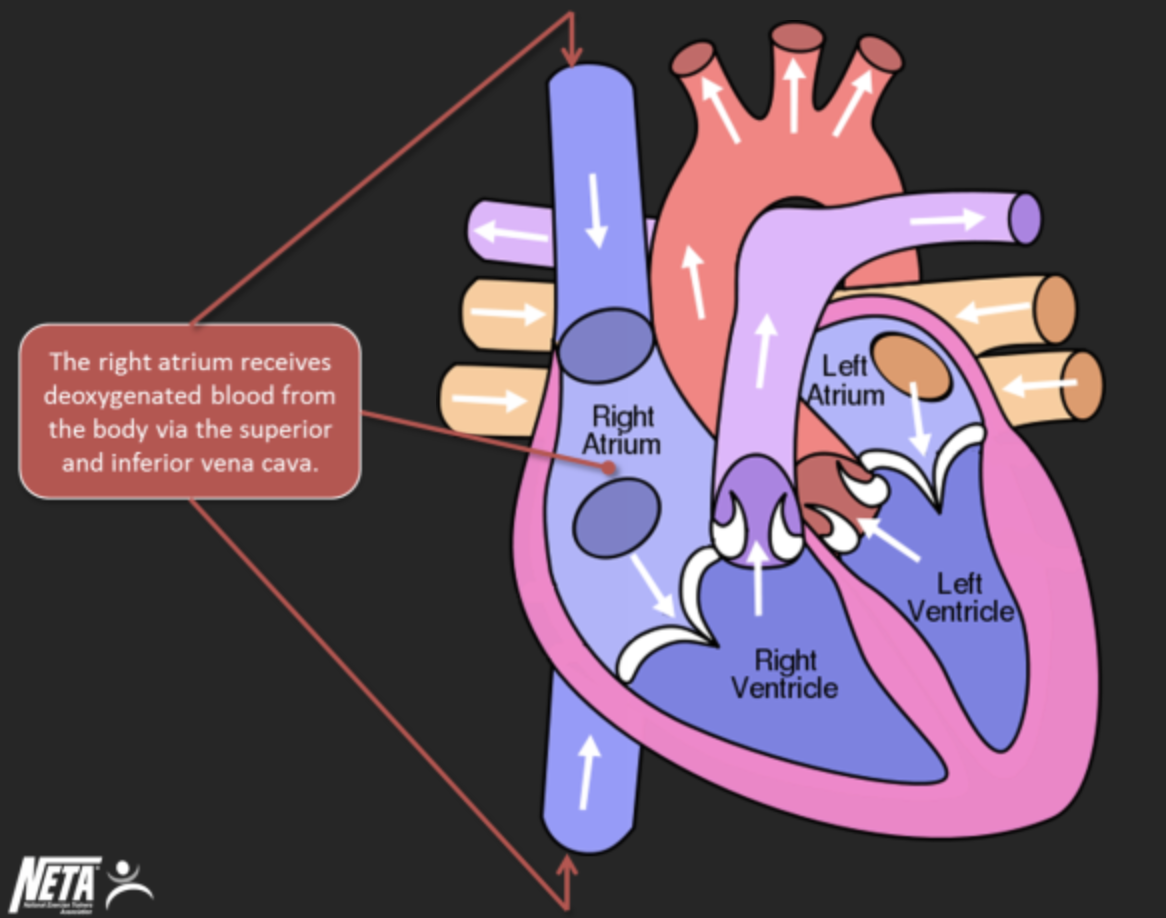 The right atrium receives
deoxygenated blood from
the body via the superior
and inferior vena cava.
Right
Atrium
Left
Atrium
Left
Ventricle
Right
Ventricle
NETA
National Exercise Trainers
Association